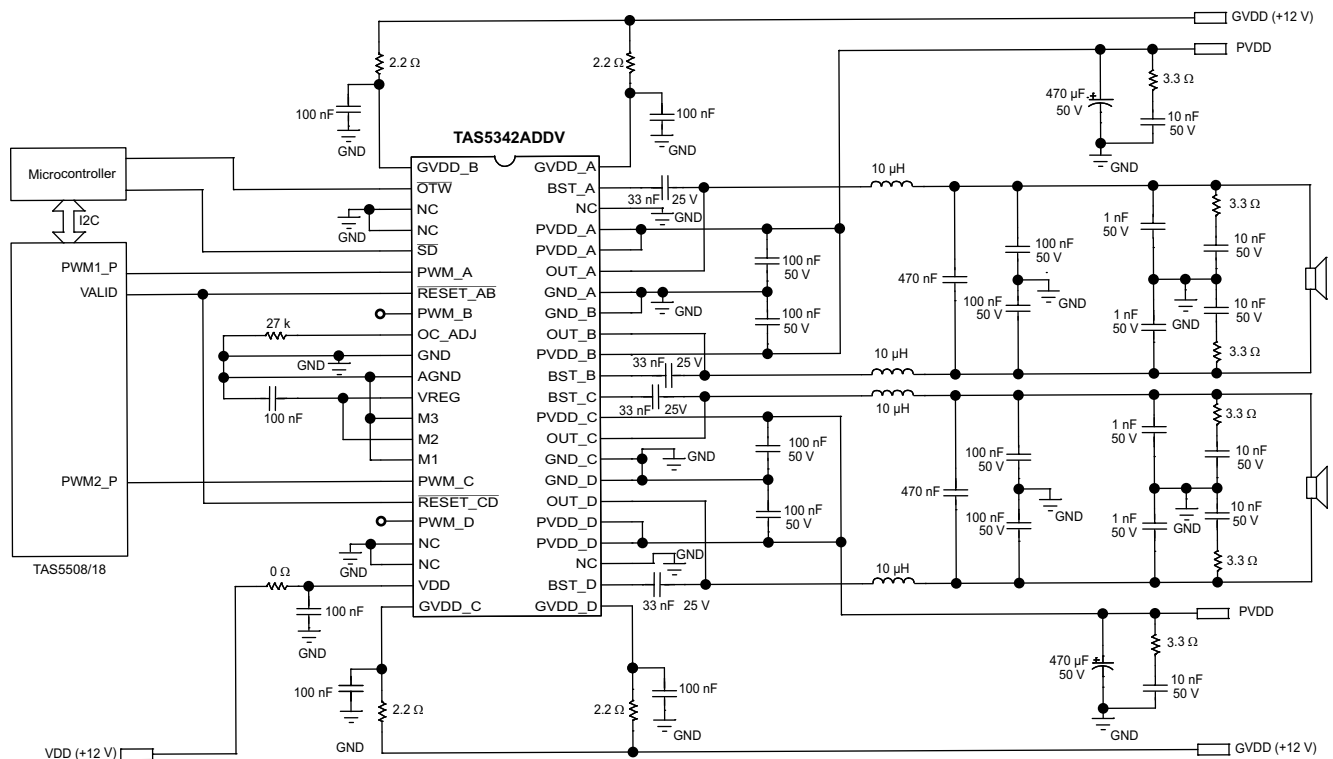 GVDD (+12 V)
PVDD
2.2 Ω
2.2 Ω
3.3 Ω
470 µF
50 V
10 nF
50 V
100 nF
GND
100 nF
GND
GND
TAS5342ADDV
Microcontroller
I2C
PWM1_P
VALID
PWM2_P
TAS5508/18
GVDD_B
OTW
NC
NC
SD
PWM_A
RESET_AB
PWM_B
OC_ADJ
GND
AGND
VREG
M3
M2
M1
PWM_C
RESET_CD
PWM_D
NC
NC
VDD
GVDD_C
GVDD_A
BST_A
NC
PVDD_A
PVDD_A
OUT_A
GND_A
GND_B
OUT_B
PVDD_B
BST_B
BST_C
PVDD_C
OUT_C
GND_C
GND_D
OUT_D
PVDD_D
PVDD_D
NC
BST_D
GVDD_D
GND
27 k
GND
100 nF
GND
0 Ω
100 nF
GND
33 nF 25 V
GND
100 nF
50 V
GND
100 nF
50 V
33 nF 25 V
33 nF 25V
100 nF
50 V
GND
100 nF
50 V
GND
33 nF 25 V
10 µH
470 nF
100 nF
50 V
GND
100 nF
50 V
1 nF
50 V
GND
1 nF
50 V
3.3 Ω
10 nF
50 V
10 nF
50 V
3.3 Ω
10 µH
10 µH
470 nF
100 nF
50 V
GND
100 nF
50 V
1 nF
50 V
GND
1 nF
50 V
3.3 Ω
10 nF
50 V
10 nF
50 V
3.3 Ω
10 µH
PVDD
3.3 Ω
470 µF
50 V
10 nF
50 V
GND
100 nF
GND
2.2 Ω
2.2 Ω
100 nF
GND
VDD (+12 V)
GVDD (+12 V)